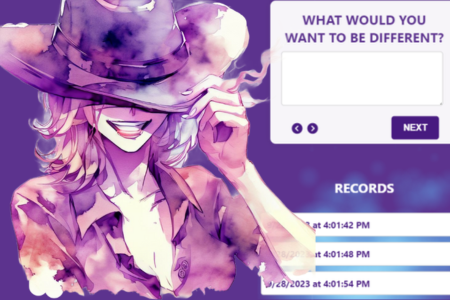 WHAT WOULD YOU
WANT TO BE DIFFERENT?
NEXT
RECORDS
at 4:01:42 PM
at 4:01:48 PM
9/28/2023 at 4:01:54 PM